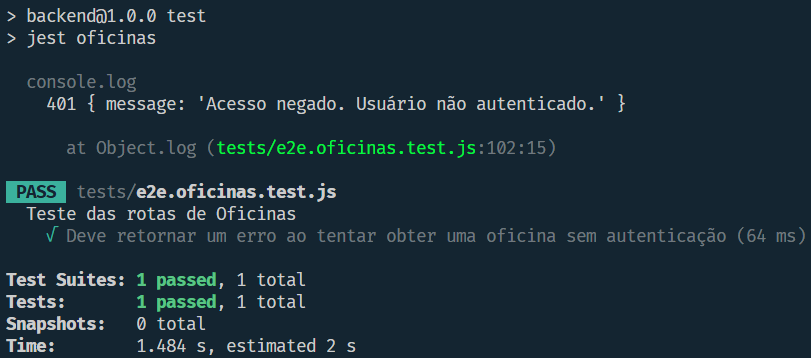 > backend@1.0.0 test
> jest oficinas
console.log
401 { message: 'Acesso negado. Usuário não autenticado.' }
at Object.log (tests/e2e.oficinas.test.js:102:15)
PASS tests/e2e.oficinas.test.js
Teste das rotas de Oficinas
√ Deve retornar um erro ao tentar obter uma oficina sem autenticação (64 ms)
Test Suites: 1 passed, 1 total
Tests: 1 passed, 1 total
Snapshots: 0 total
Time: 1.484 s, estimated 2 s